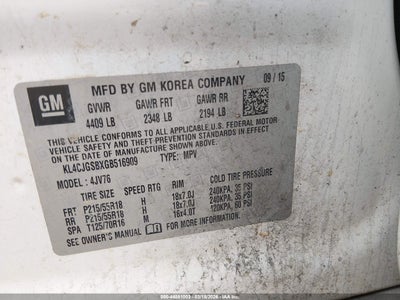 MFD BY GM KOREA COMPANY 09/15
GM
GVWR GAWR FRT GAWR RR
4409 LB 2348 LB 2194 LB
THIS VEHICLE CONFORMS TO ALL APPLICABLE U.S. FEDERAL MOTOR
VEHICLE SAFETY AND THEFT PREVENTION STANDARDS IN EFFECT
ON THE DATE OF MANUFACTURE SHOWN ABOVE.
KL4CJGSBXGB516909 TYPE: MPV
MODEL: 4JV76
TIRE SIZE SPEED RTG RIM COLD TIRE PRESSURE
FRT P215/55R18 H 18x7.0J 240KPA, 35 PSI
RR P215/55R18 H 18x7.0J 240KPA, 35 PSI
SPA T125/70R16 M 16x4.0T 420KPA, 60 PSI
SEE OWNER'S MANUAL FOR MORE INFORMATION.